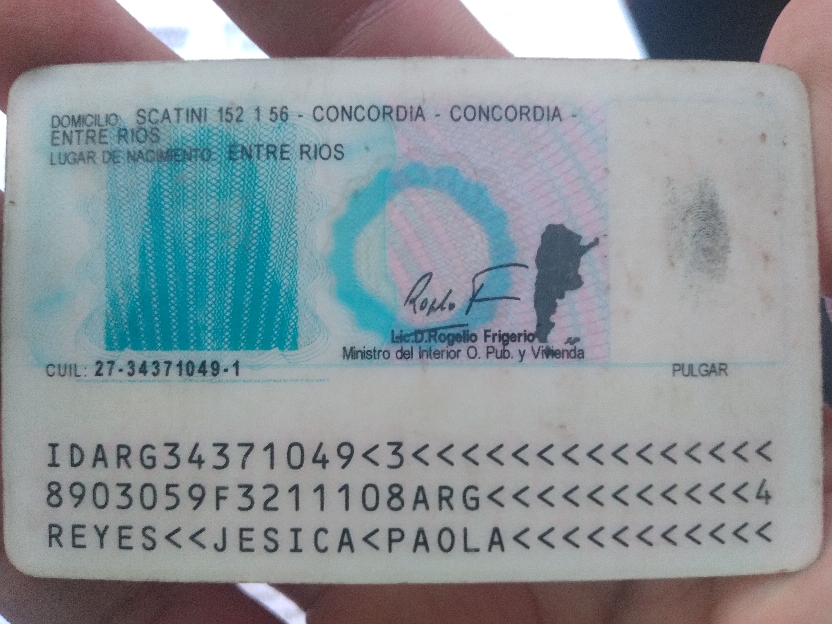 DOMICILIO: SCATINI 152 1 56 - CONCORDIA - CONCORDIA -
ENTRE RIOS
LUGAR DE NACIMIENTO: ENTRE RIOS
Lic.D.Rogelio Frigerio
Ministro del Interior O. Pub. y Vivienda
CUIL: 27-34371049-1
PULGAR
IDARG34371049<3<<<<<<<<<<<<<<<
8903059F3211108ARG<<<<<<<<<<<4
REYES<<JESICA<PAOLA<<<<<<<<<<<